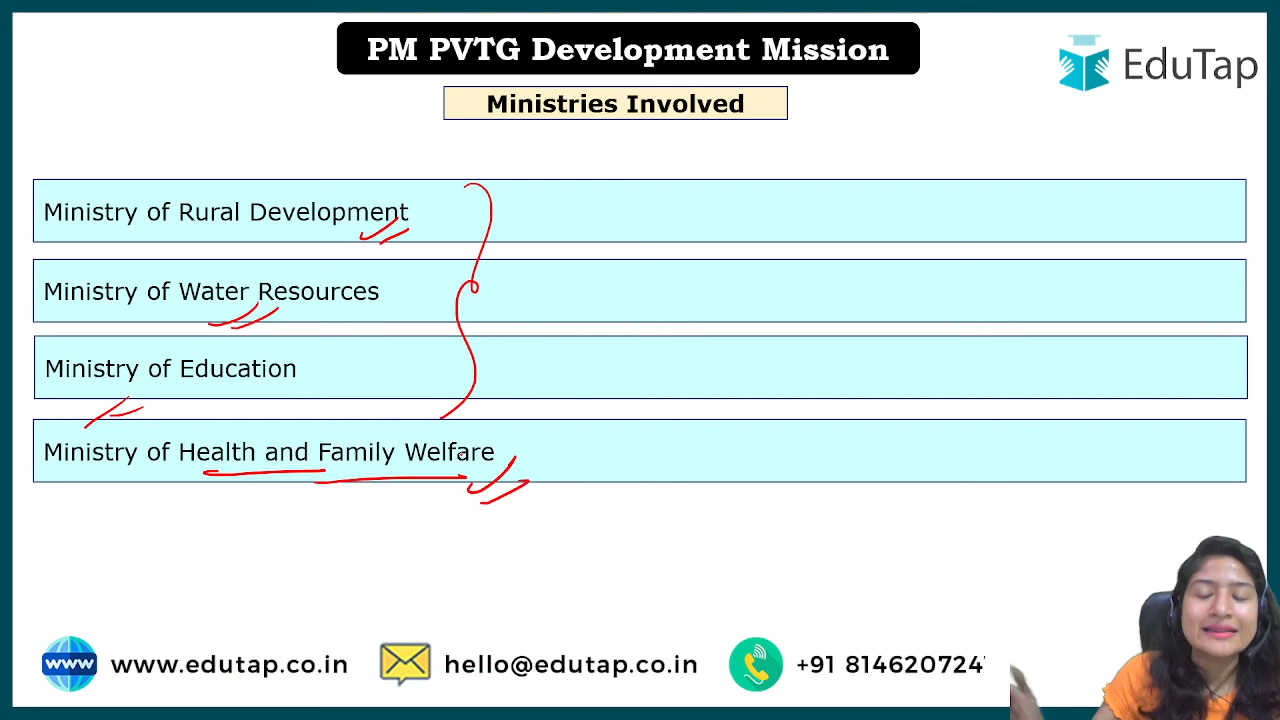 PM PVTG Development Mission
EduTap
Ministries Involved
Ministry of Rural Development
Ministry of Water Resources
Ministry of Education
Ministry of Health and Family Welfare
www
www.edutap.co.in
hello@edutap.co.in
+91 814620724